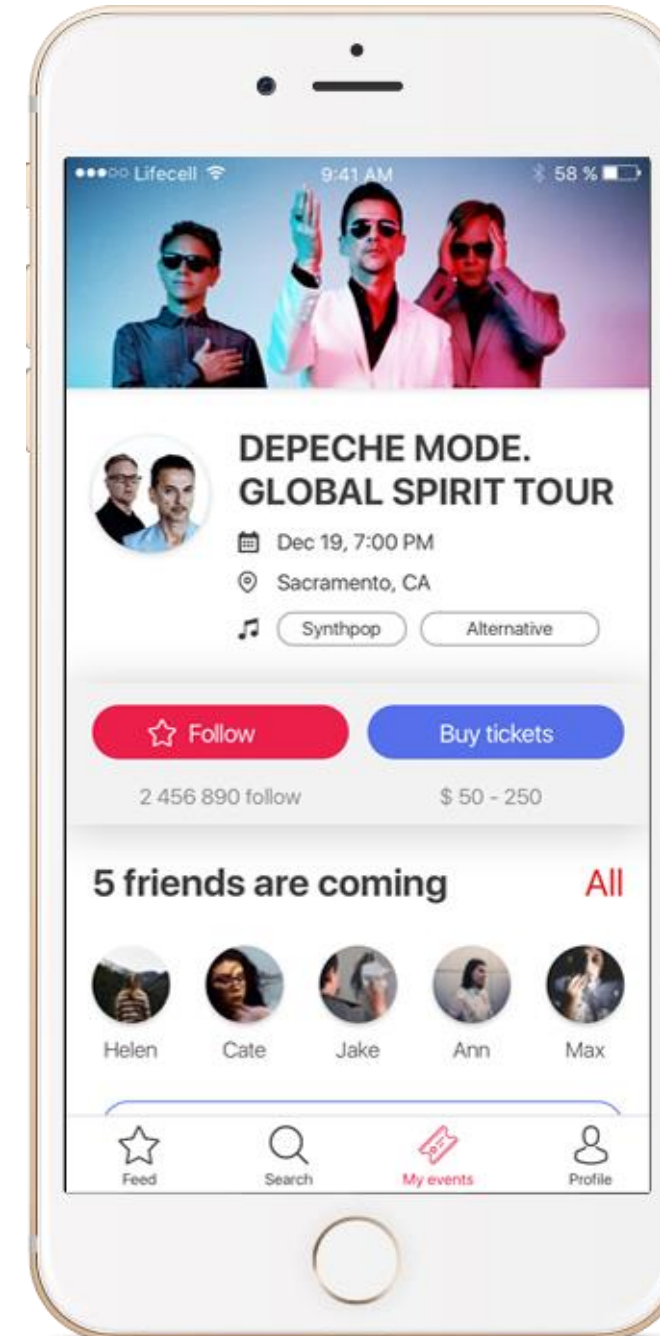 Lifecell 9:41 AM 58 %
DEPECHE MODE.
GLOBAL SPIRIT TOUR
Dec 19, 7:00 PM
Sacramento, CA
Synthpop Alternative
Follow Buy tickets
2 456 890 follow $ 50 - 250
5 friends are coming All
Helen Cate Jake Ann Max
Feed Search My events Profile